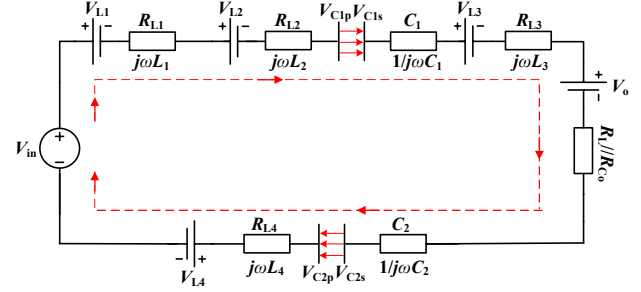 V_L1 R_L1 V_L2 R_L2 V_C1p V_C1s C_1 V_L3 R_L3
+ − + − + −
jωL_1 jωL_2 1/jωC_1 jωL_3
+ V_o
−
V_in + −
R_L//R_Co
R_L4 C_2
− +
V_L4 jωL_4 V_C2p V_C2s 1/jωC_2